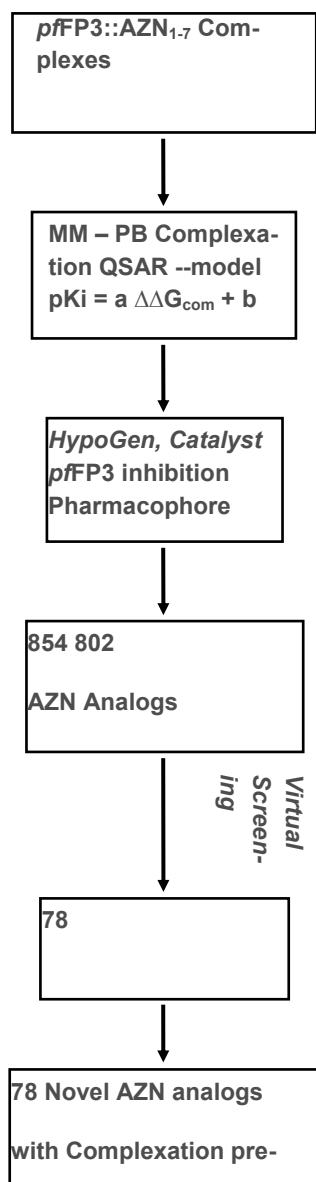 pfFP3::AZN₁₋₇ Com-
plexes
MM – PB Complexa-
tion QSAR --model
pKi = a ΔΔGcom + b
HypoGen, Catalyst
pfFP3 inhibition
Pharmacophore
854 802
AZN Analogs
Virtual
Screen-
ing
78
78 Novel AZN analogs
with Complexation pre-